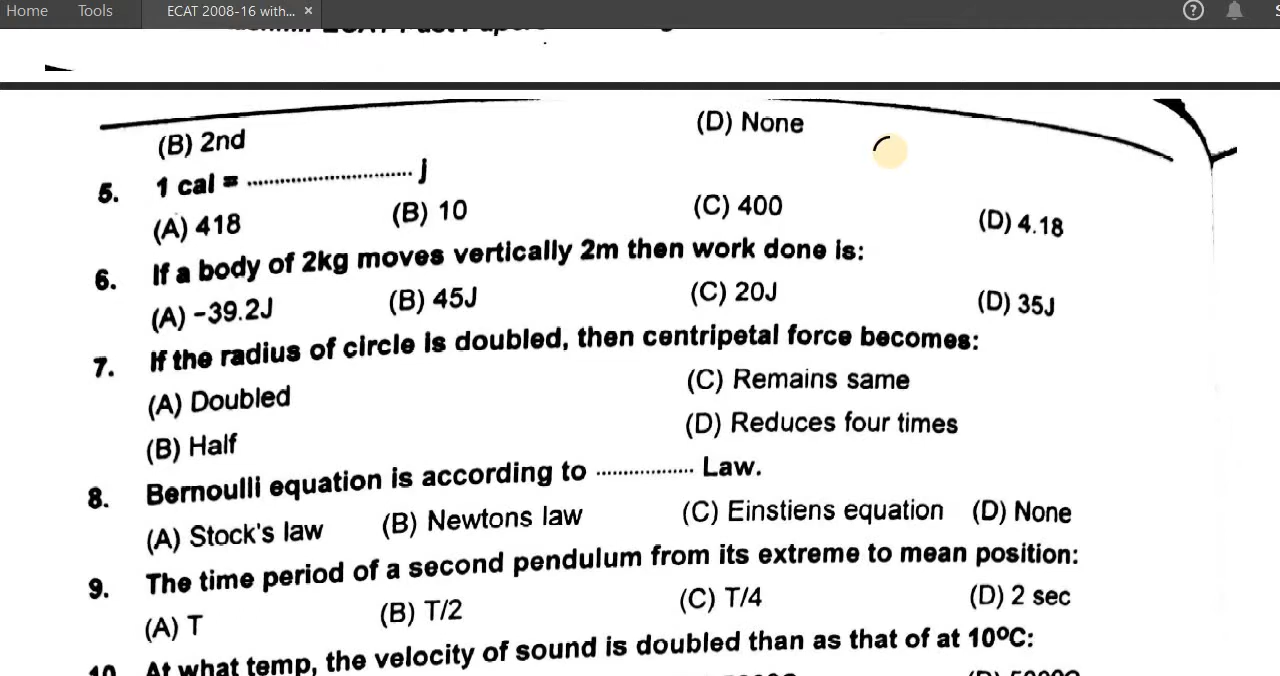 Home Tools ECAT 2008-16 with... ×
(B) 2nd (D) None
5. 1 cal = ................................ j
(A) 418 (B) 10 (C) 400 (D) 4.18
6. If a body of 2kg moves vertically 2m then work done is:
(A) -39.2J (B) 45J (C) 20J (D) 35J
7. If the radius of circle is doubled, then centripetal force becomes:
(A) Doubled (C) Remains same
(B) Half (D) Reduces four times
8. Bernoulli equation is according to .................. Law.
(A) Stock's law (B) Newtons law (C) Einstiens equation (D) None
9. The time period of a second pendulum from its extreme to mean position:
(A) T (B) T/2 (C) T/4 (D) 2 sec
10. At what temp, the velocity of sound is doubled than as that of at 10ºC: